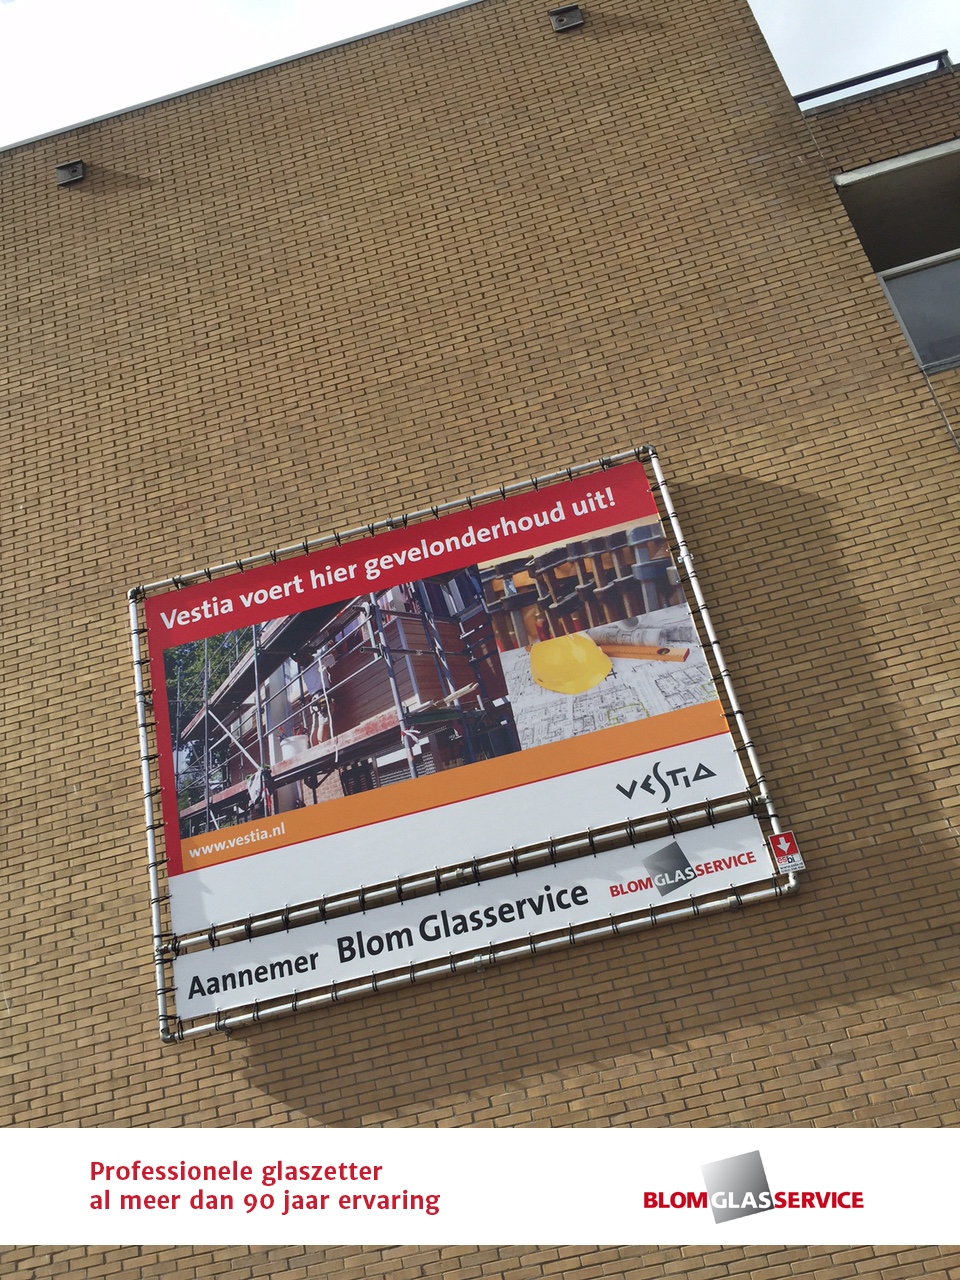 Vestia voert hier gevelonderhoud uit!
www.vestia.nl
VESTIA
Aannemer Blom Glasservice
BLOMGLASSERVICE
esbi
Professionele glaszetter
al meer dan 90 jaar ervaring
BLOMGLASSERVICE